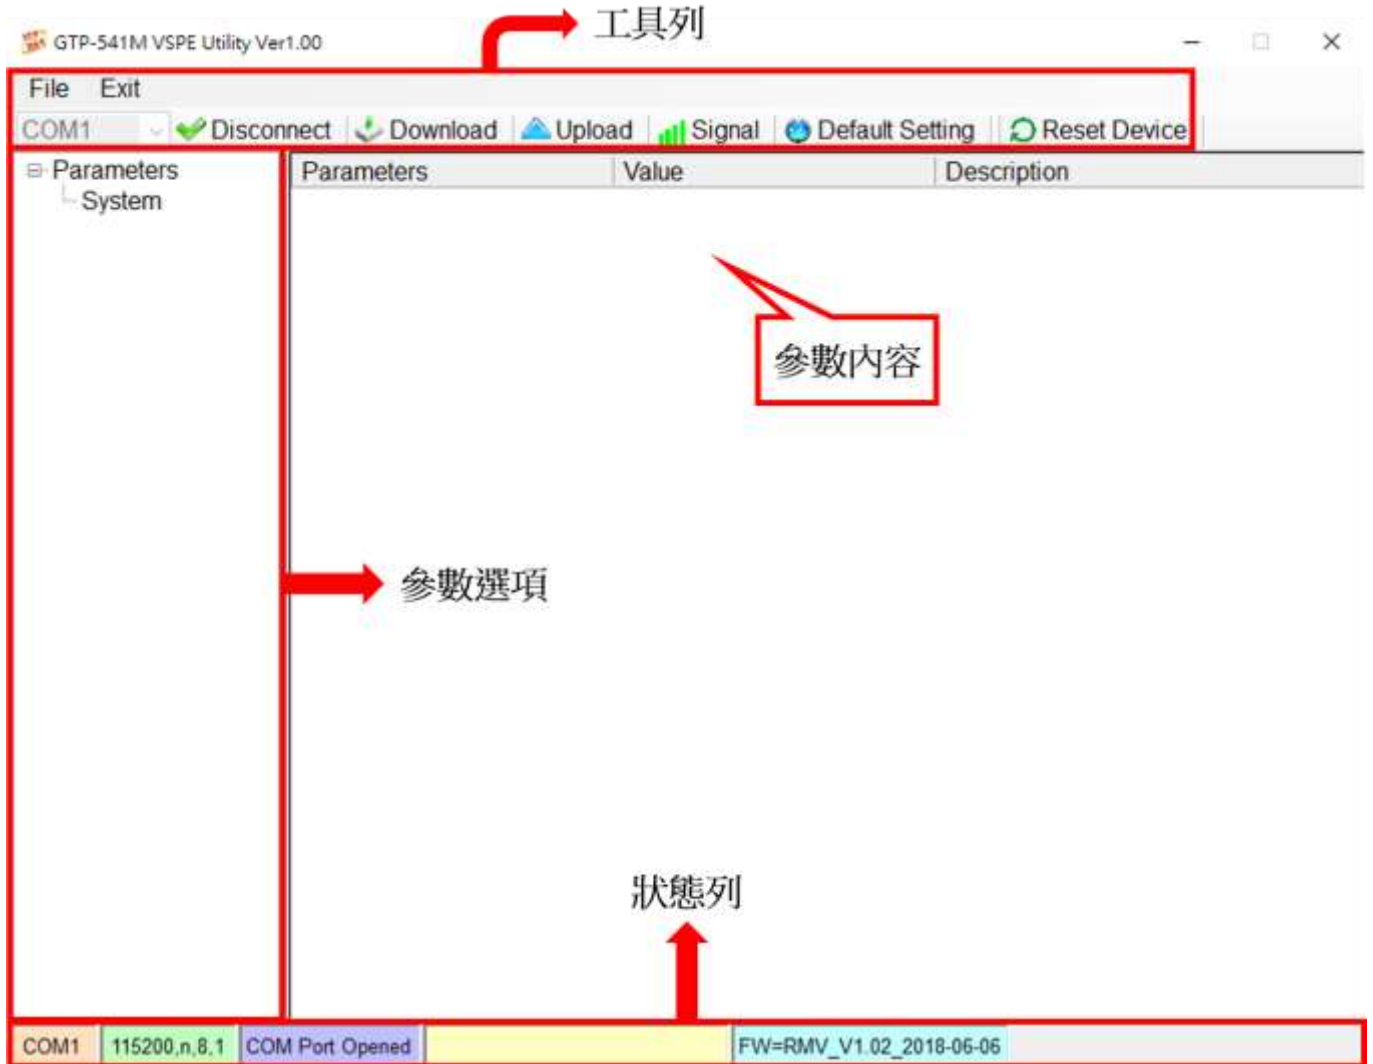 工具列
GTP-541M VSPE Utility Ver1.00
File Exit
COM1 Disconnect Download Upload Signal Default Setting Reset Device
Parameters Parameters Value Description
System
參數內容
參數選項
狀態列
COM1 115200,n,8,1 COM Port Opened FW=RMV_V1.02_2018-06-06